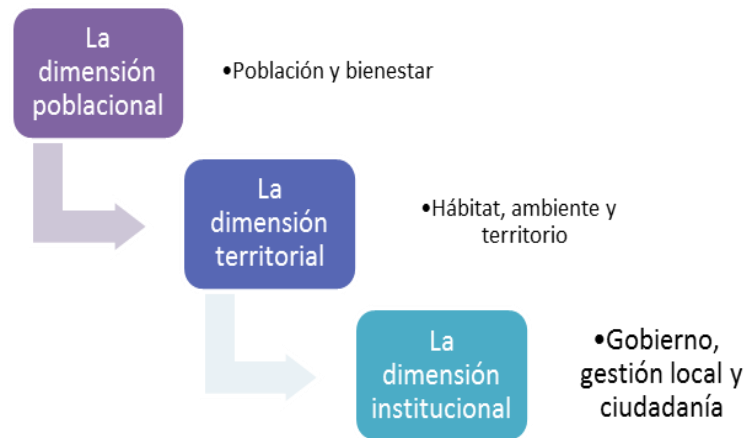 La
dimensión
poblacional
•Población y bienestar
La
dimensión
territorial
•Hábitat, ambiente y
territorio
La
dimensión
institucional
•Gobierno,
gestión local y
ciudadanía